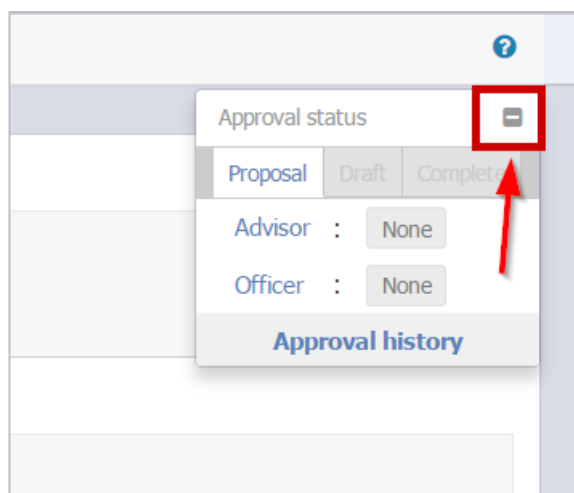 ?
Approval status
Proposal Draft Complete
Advisor : None
Officer : None
Approval history